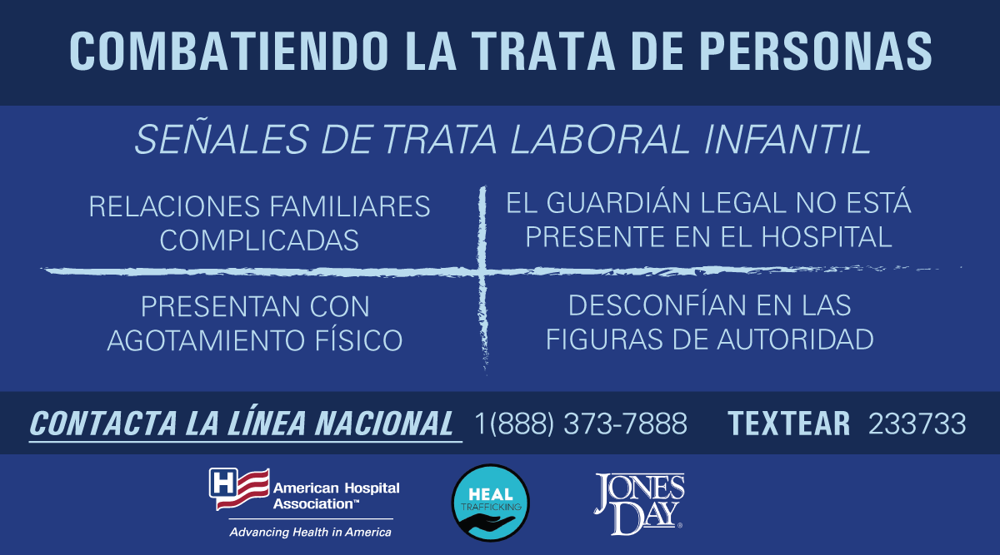 COMBATIENDO LA TRATA DE PERSONAS
SEÑALES DE TRATA LABORAL INFANTIL
RELACIONES FAMILIARES
COMPLICADAS
EL GUARDIÁN LEGAL NO ESTÁ
PRESENTE EN EL HOSPITAL
PRESENTAN CON
AGOTAMIENTO FÍSICO
DESCONFÍAN EN LAS
FIGURAS DE AUTORIDAD
CONTACTA LA LÍNEA NACIONAL 1(888) 373-7888 TEXTEAR 233733
H American Hospital
Association™
Advancing Health in America
HEAL
TRAFFICKING
JONES
DAY®